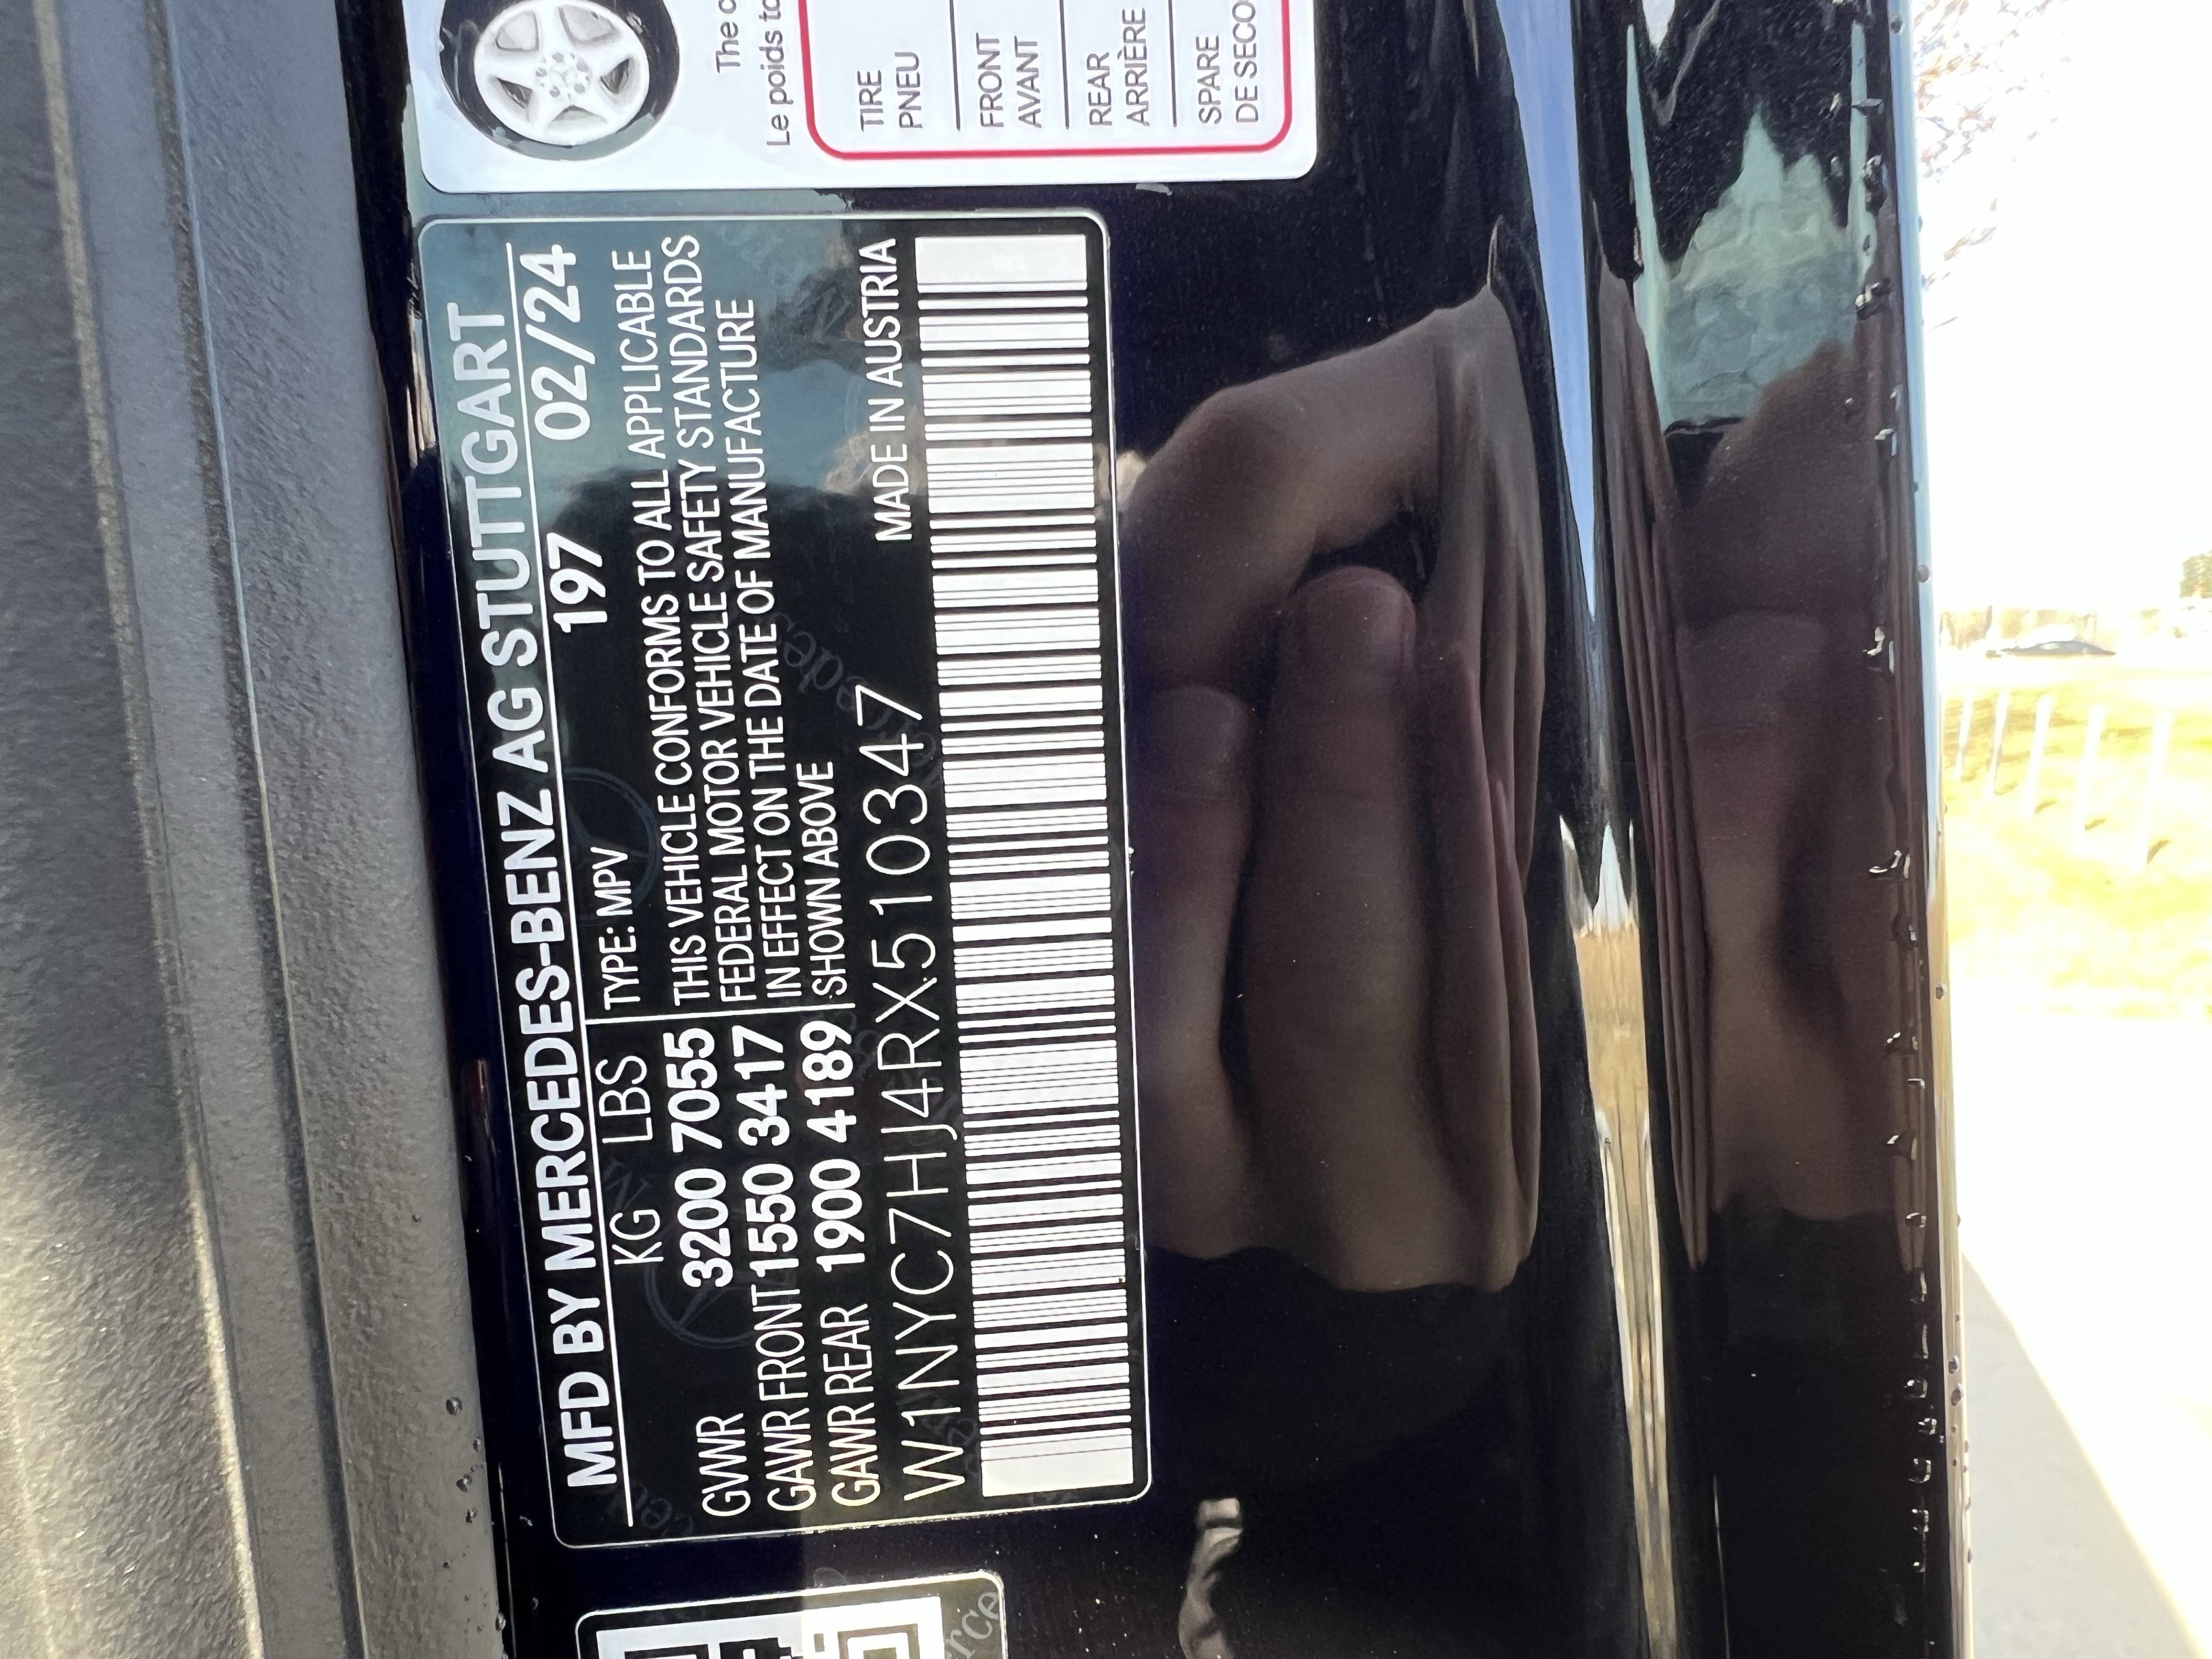 MFD BY MERCEDES-BENZ AG STUTTGART
KG LBS TYPE: MPV 197 02/24
GVWR 3200 7055 THIS VEHICLE CONFORMS TO ALL APPLICABLE
GAWR FRONT 1550 3417 FEDERAL MOTOR VEHICLE SAFETY STANDARDS
GAWR REAR 1900 4189 IN EFFECT ON THE DATE OF MANUFACTURE
SHOWN ABOVE
W1NYC7HJ4RX510347 MADE IN AUSTRIA
The
Le poids
TIRE
PNEU
FRONT
AVANT
REAR
ARRIÈRE
SPARE
DE